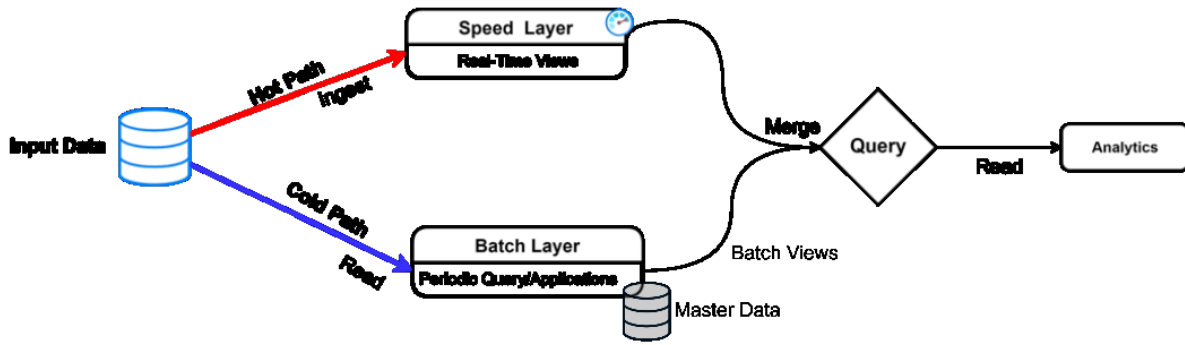 Speed Layer
Real-Time Views
Hot Path
Ingest
Input Data
Merge
Query
Read
Analytics
Cold Path
Read
Batch Layer
Periodic Query/Applications
Batch Views
Master Data